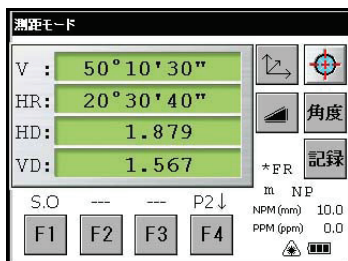 測距モード
V : 50°10'30"
HR: 20°30'40"
HD: 1.879
VD: 1.567
角度
記録
*FR
m NP
S.O --- --- P2↓
F1 F2 F3 F4
NPM (mm) 10.0
PPM (ppm) 0.0